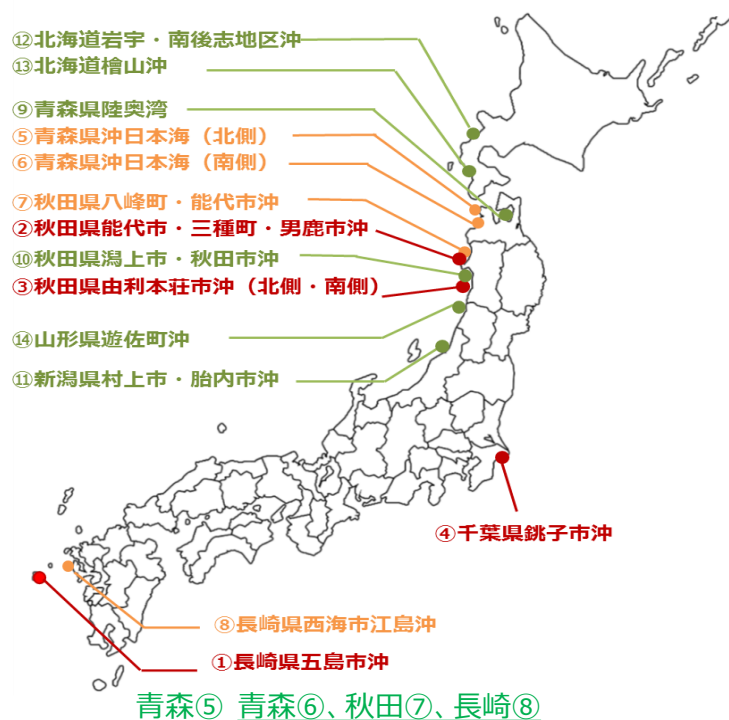 ⑫北海道岩宇・南後志地区沖
⑬北海道檜山沖
⑨青森県陸奥湾
⑤青森県沖日本海（北側）
⑥青森県沖日本海（南側）
⑦秋田県八峰町・能代市沖
②秋田県能代市・三種町・男鹿市沖
⑩秋田県潟上市・秋田市沖
③秋田県由利本荘市沖（北側・南側）
⑭山形県遊佐町沖
⑪新潟県村上市・胎内市沖
④千葉県銚子市沖
⑧長崎県西海市江島沖
①長崎県五島市沖
青森⑤ 青森⑥、秋田⑦、長崎⑧